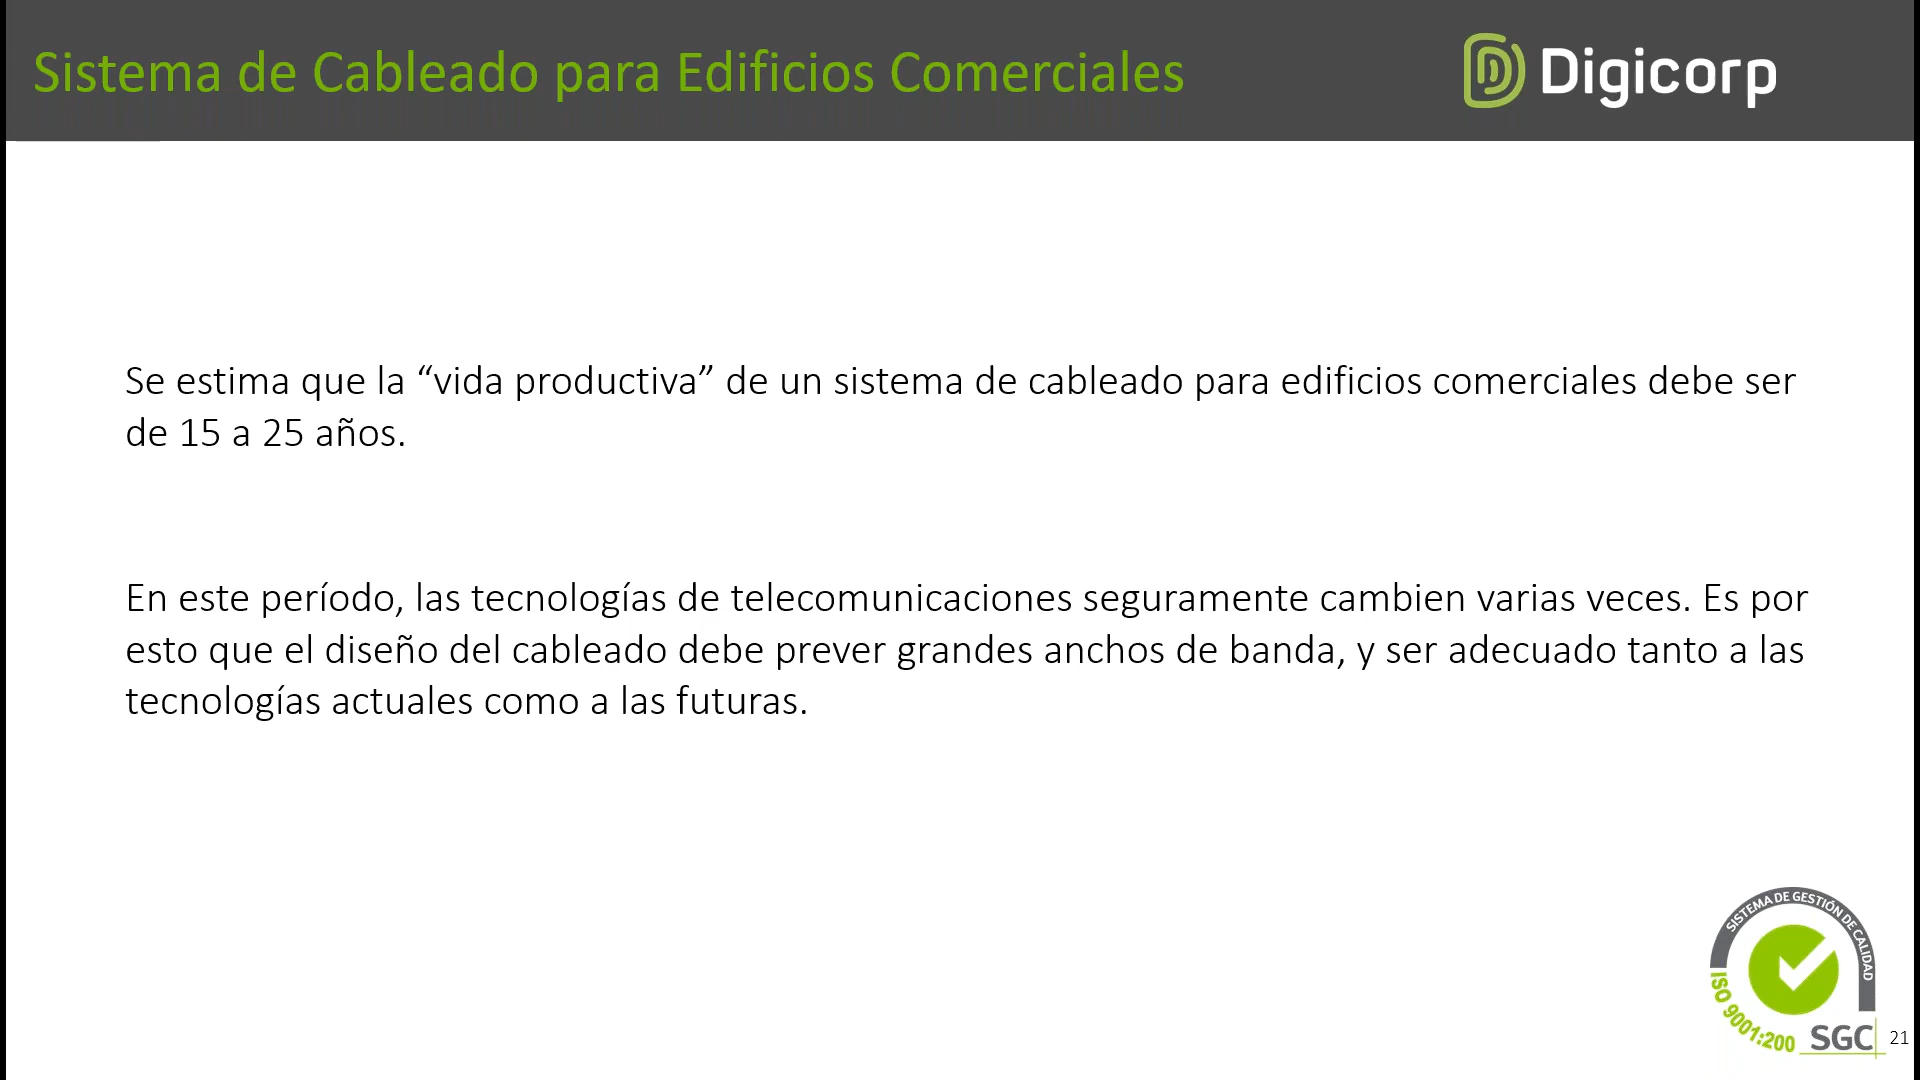 Sistema de Cableado para Edificios Comerciales
Digicorp
Se estima que la “vida productiva” de un sistema de cableado para edificios comerciales debe ser
de 15 a 25 años.
En este período, las tecnologías de telecomunicaciones seguramente cambien varias veces. Es por
esto que el diseño del cableado debe prever grandes anchos de banda, y ser adecuado tanto a las
tecnologías actuales como a las futuras.
SISTEMA DE GESTIÓN DE CALIDAD
ISO 9001:200
SGC
21